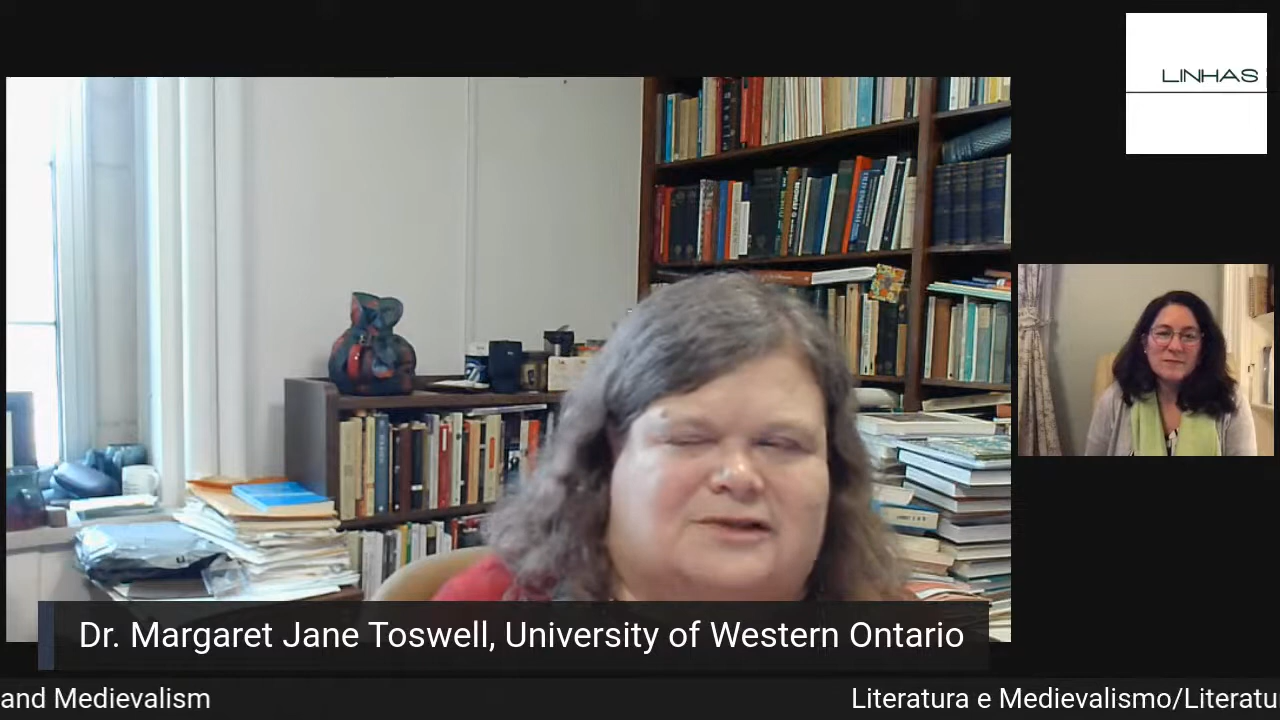 LINHAS
Dr. Margaret Jane Toswell, University of Western Ontario
and Medievalism
Literatura e Medievalismo/Literatu